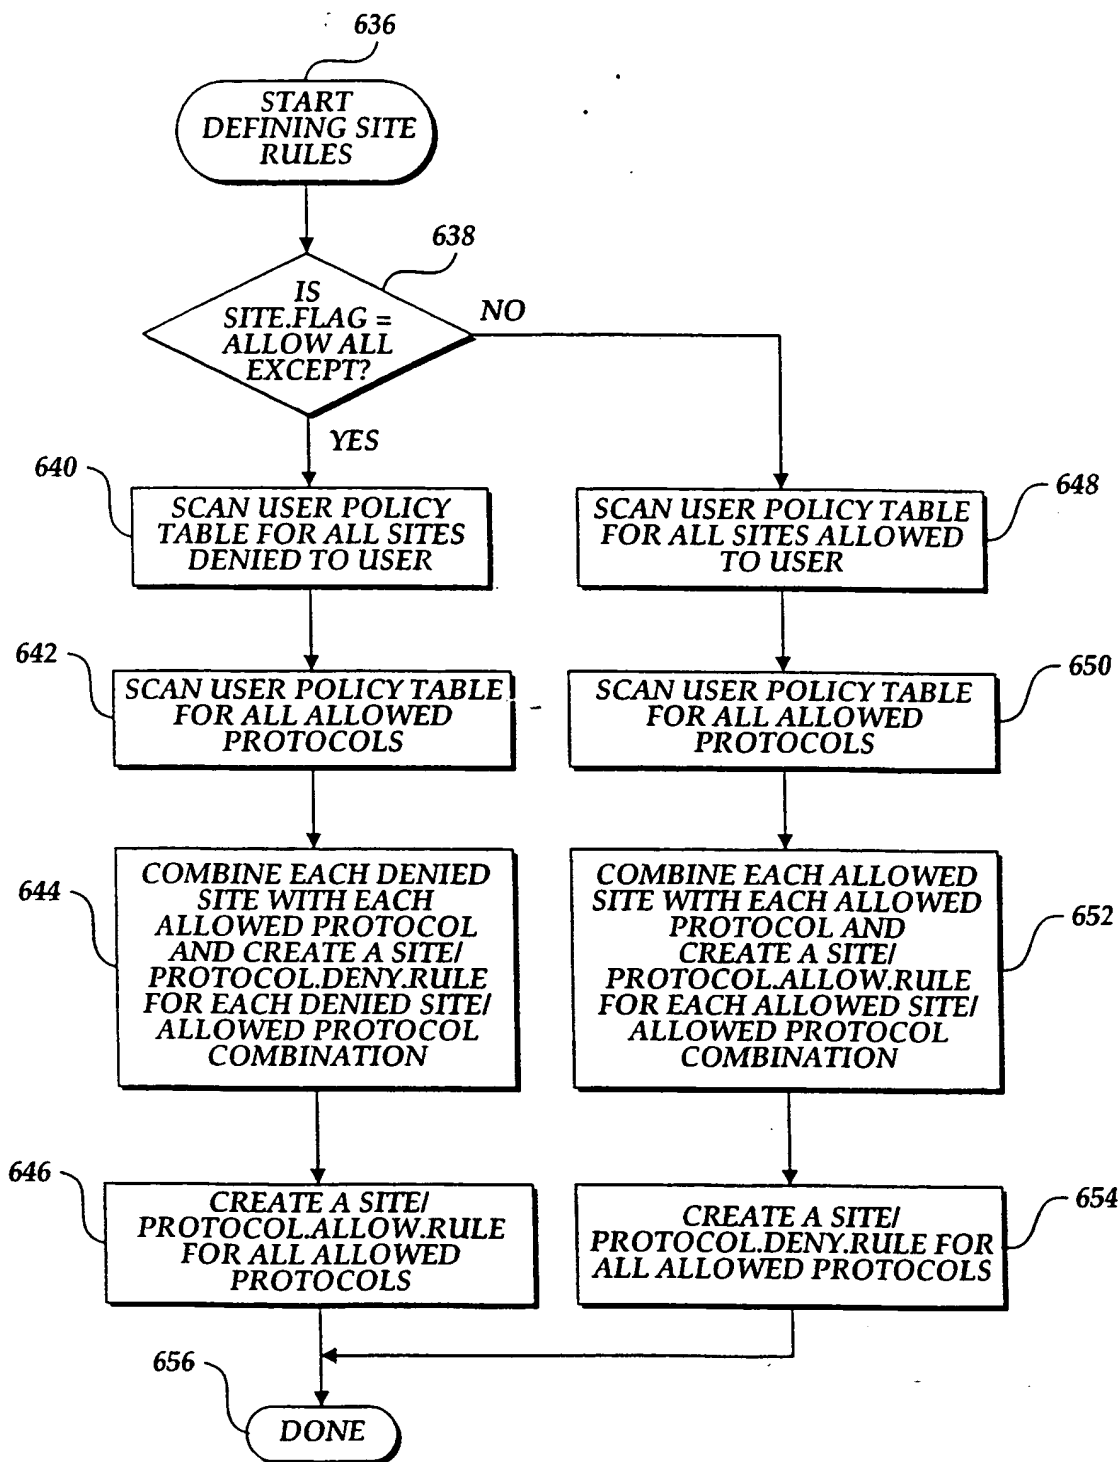 636
START
DEFINING SITE
RULES
638
IS
SITE.FLAG =
ALLOW ALL
EXCEPT?
NO
YES
640
SCAN USER POLICY
TABLE FOR ALL SITES
DENIED TO USER
648
SCAN USER POLICY TABLE
FOR ALL SITES ALLOWED
TO USER
642
SCAN USER POLICY TABLE
FOR ALL ALLOWED
PROTOCOLS
650
SCAN USER POLICY TABLE
FOR ALL ALLOWED
PROTOCOLS
644
COMBINE EACH DENIED
SITE WITH EACH
ALLOWED PROTOCOL
AND CREATE A SITE/
PROTOCOL.DENY.RULE
FOR EACH DENIED SITE/
ALLOWED PROTOCOL
COMBINATION
652
COMBINE EACH ALLOWED
SITE WITH EACH ALLOWED
PROTOCOL AND
CREATE A SITE/
PROTOCOL.ALLOW.RULE
FOR EACH ALLOWED SITE/
ALLOWED PROTOCOL
COMBINATION
646
CREATE A SITE/
PROTOCOL.ALLOW.RULE
FOR ALL ALLOWED
PROTOCOLS
654
CREATE A SITE/
PROTOCOL.DENY.RULE FOR
ALL ALLOWED PROTOCOLS
656
DONE